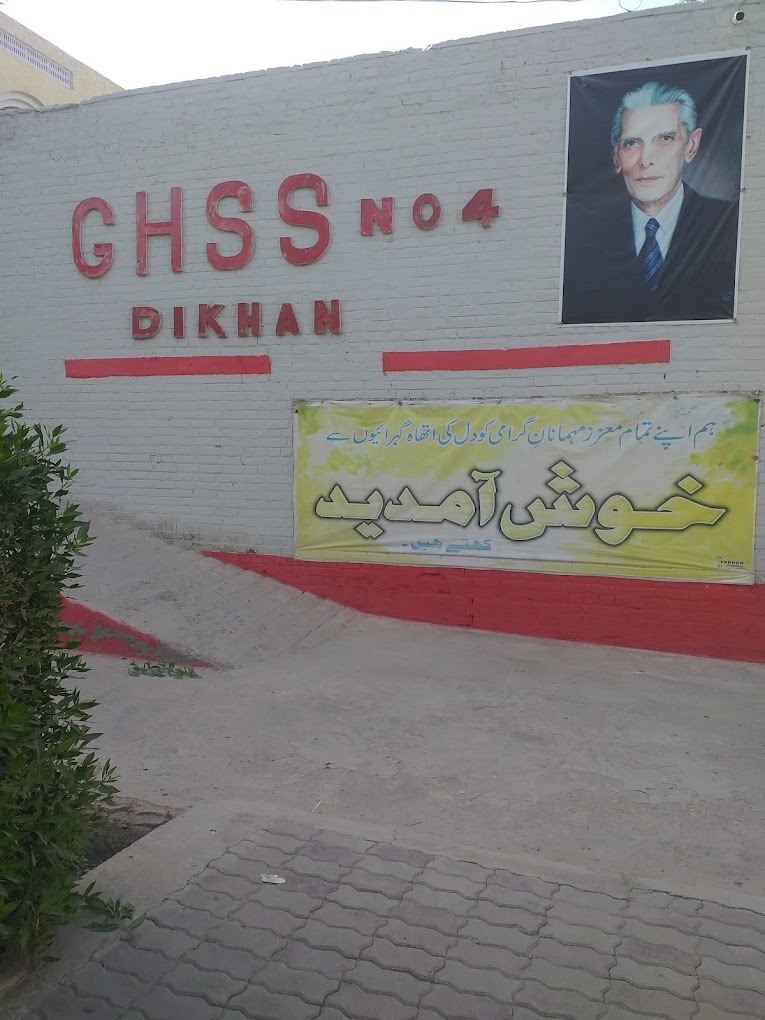 GHSS NO 4
DIKHAN
ہم اپنے تمام معزز مہمانان گرامی کو دل کی اتھاہ گہرائیوں سے
خوش آمدید
کہتے ہیں۔